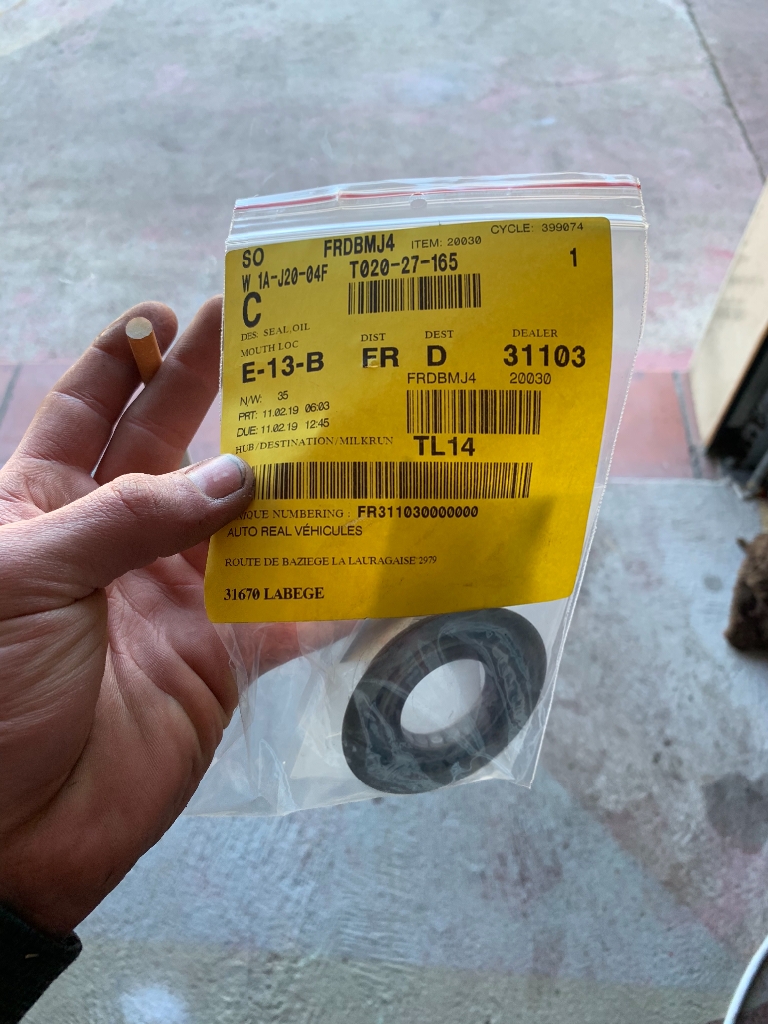 CYCLE: 399074
SO FRDBMJ4 ITEM: 20030
W 1A-J20-04F T020-27-165 1
C
DES. SEAL,OIL
MOUTH LOC DIST DEST DEALER
E-13-B FR D 31103
FRDBMJ4 20030
N/W: 35
PRT: 11.02.19 06:03
DUE: 11.02.19 12:45
HUB/DESTINATION/MILKRUN TL14
NUMBERING : FR311030000000
AUTO REAL VÉHICULES
ROUTE DE BAZIEGE LA LAURAGAISE 2979
31670 LABEGE